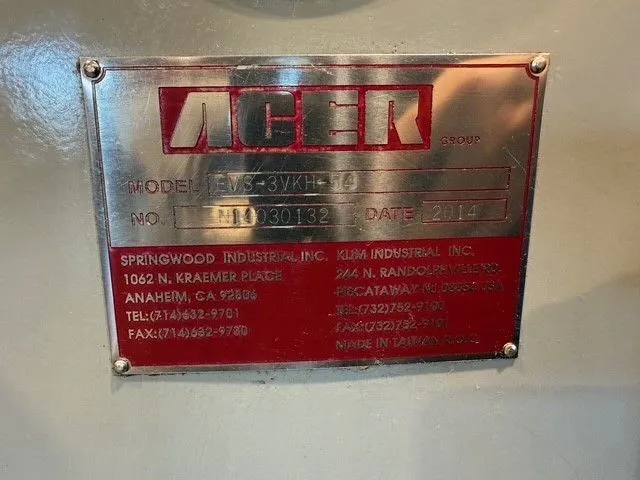 ACER
GROUP
MODEL EVS-3VKH-
NO. N14030132 DATE 2014
SPRINGWOOD INDUSTRIAL INC.
1062 N. KRAEMER PLACE
ANAHEIM, CA 92806
TEL:(714)632-9701
FAX:(714)632-9780
KLIM INDUSTRIAL INC.
244 N. RANDOLPHVILLE RD.
PISCATAWAY NJ, 08854 USA
TEL:(732)752-9100
FAX:(732)752-9101
MADE IN TAIWAN R.O.C.